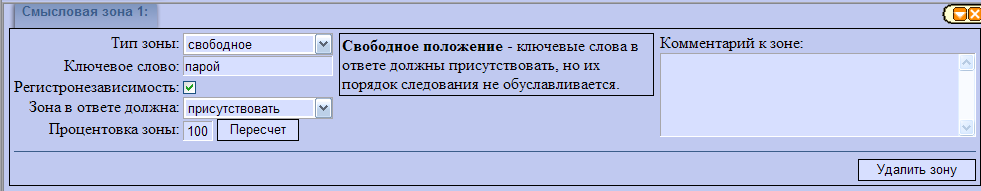 Смысловая зона 1:
Тип зоны: свободное
Ключевое слово: парой
Регистронезависимость:
Зона в ответе должна: присутствовать
Процентовка зоны: 100 Пересчет
Свободное положение - ключевые слова в
ответе должны присутствовать, но их
порядок следования не обуславливается.
Комментарий к зоне:
Удалить зону